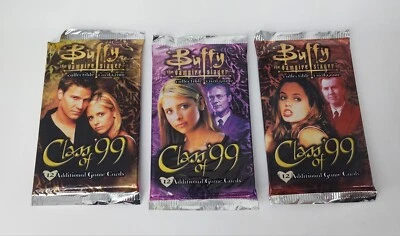 Buffy
the vampire slayer
Collectible Card Game
Class of '99
12 Additional Game Cards
Buffy
the vampire slayer
Collectible Card Game
Class of '99
12 Additional Game Cards
Buffy
the vampire slayer
Collectible Card Game
Class of '99
12 Additional Game Cards